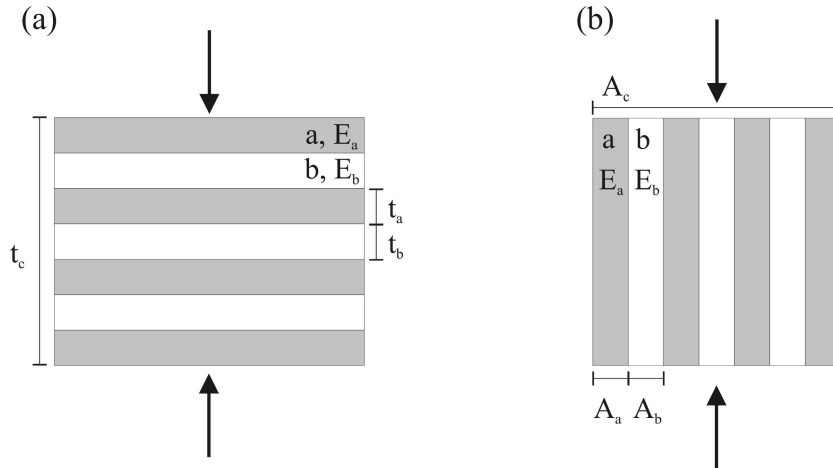 (a)
a, Eₐ
b, E_b
tₐ
t_b
t_c
(b)
A_c
a b
Eₐ E_b
Aₐ A_b